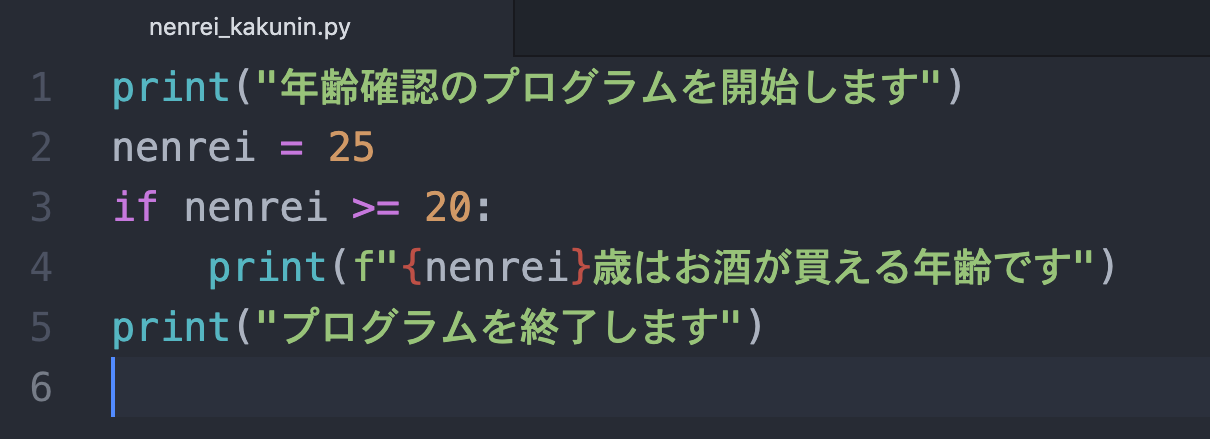 nenrei_kakunin.py
1 print("年齢確認のプログラムを開始します")
2 nenrei = 25
3 if nenrei >= 20:
4     print(f"{nenrei}歳はお酒が買える年齢です")
5 print("プログラムを終了します")
6